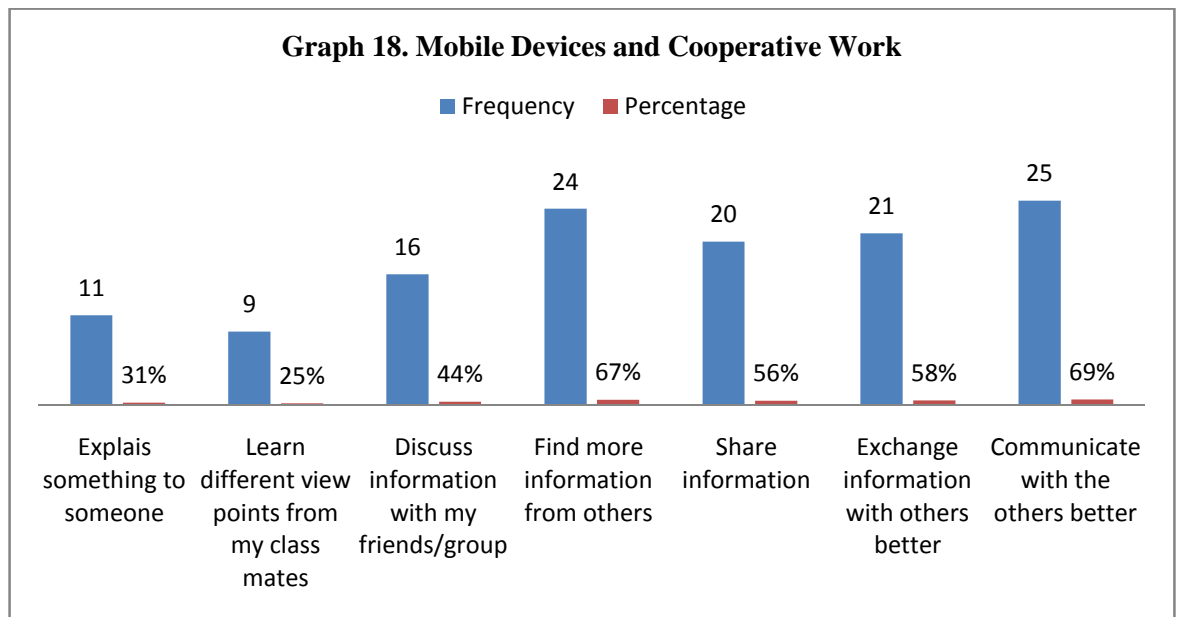 Graph 18. Mobile Devices and Cooperative Work
Frequency Percentage
11
31%
9
25%
16
44%
24
67%
20
56%
21
58%
25
69%
Explais
something to
someone
Learn
different view
points from
my class
mates
Discuss
information
with my
friends/group
Find more
information
from others
Share
information
Exchange
information
with others
better
Communicate
with the
others better